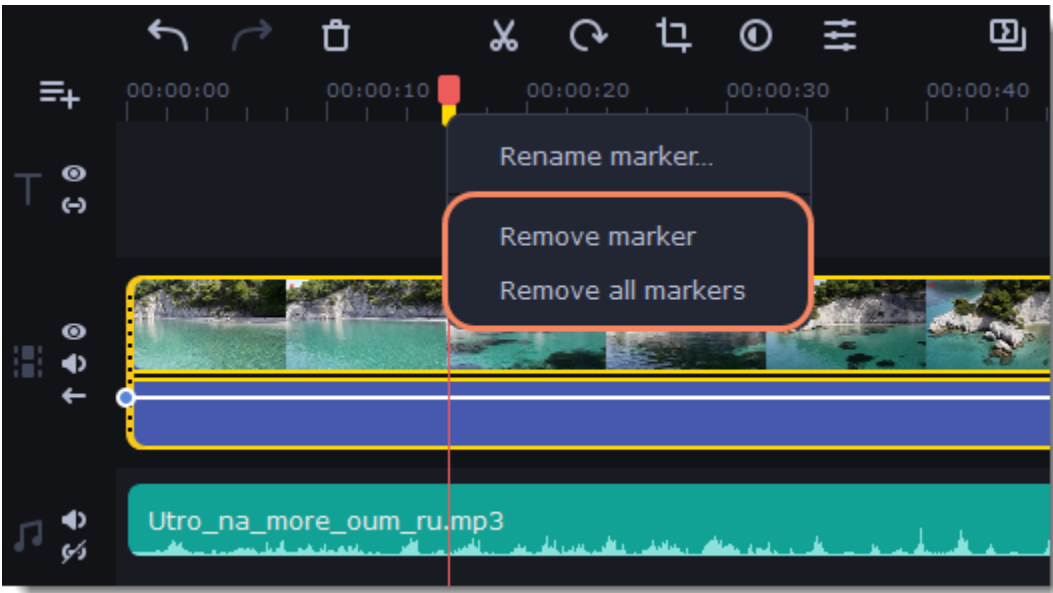 00:00:00 00:00:10 00:00:20 00:00:30 00:00:40
Rename marker...
Remove marker
Remove all markers
Utro_na_more_oum_ru.mp3